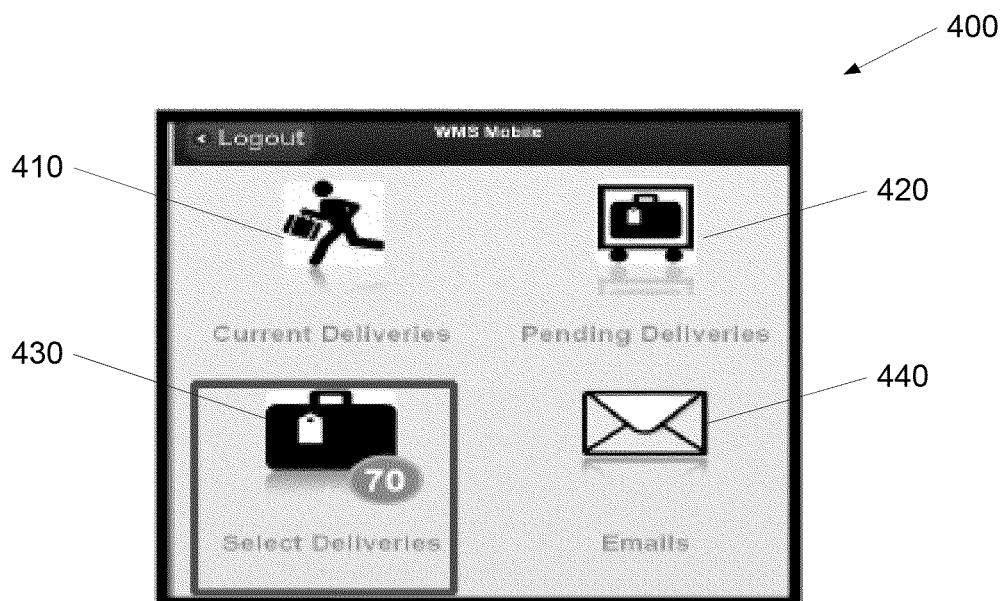 400
WMS Mobile
Logout
410
420
Current Deliveries
Pending Deliveries
430
440
70
Select Deliveries
Emails